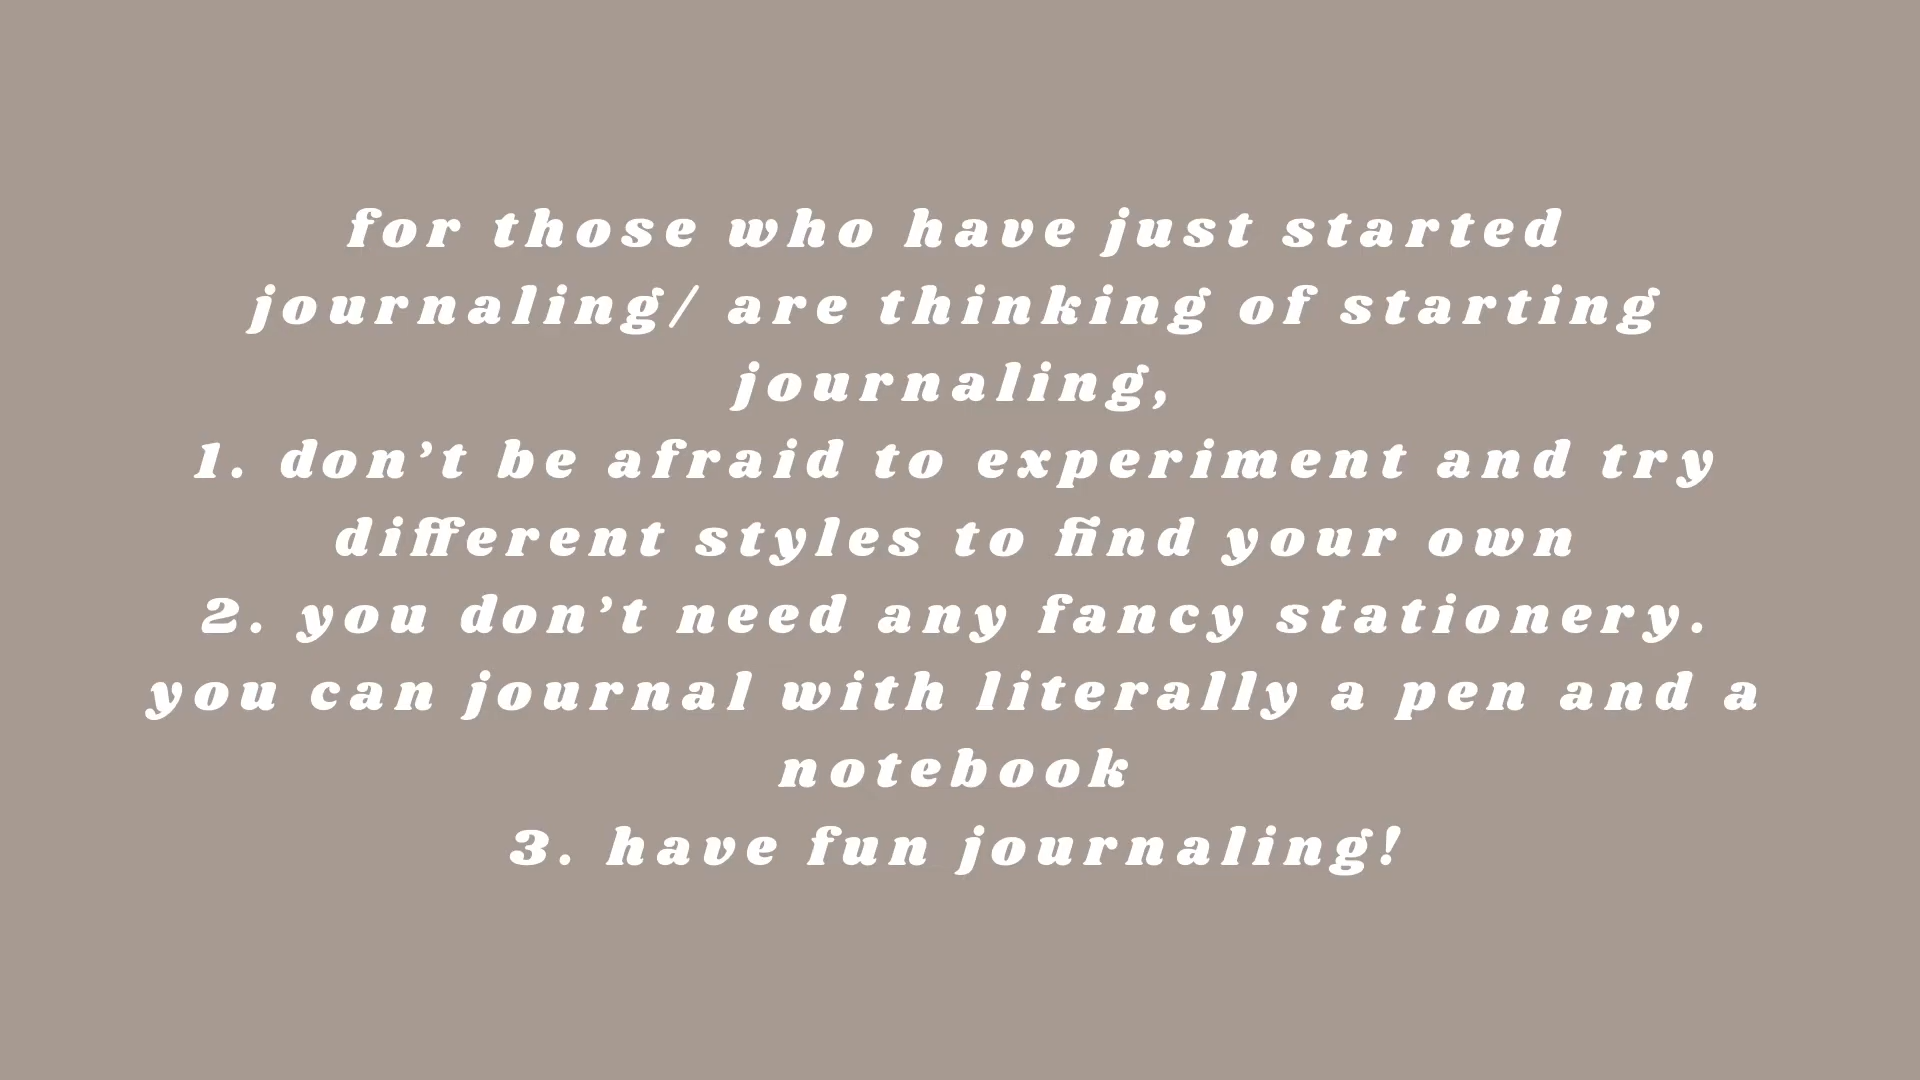 for those who have just started
journaling/ are thinking of starting
journaling,
1. don’t be afraid to experiment and try
different styles to find your own
2. you don’t need any fancy stationery.
you can journal with literally a pen and a
notebook
3. have fun journaling!